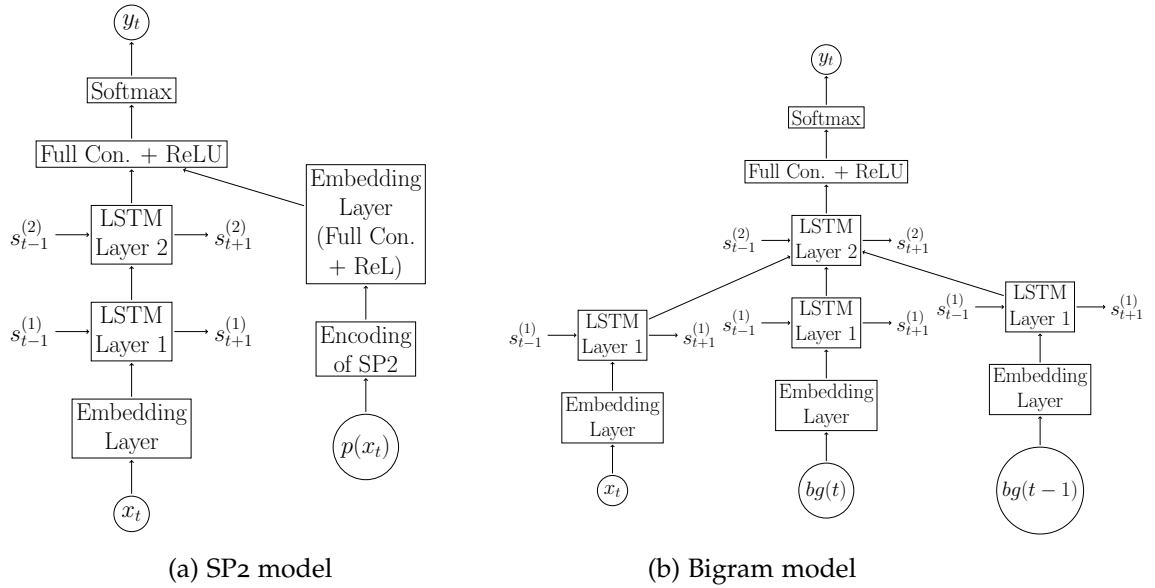 y_t
Softmax
Full Con. + ReLU
Embedding
Layer
(Full Con.
+ ReL)
s_{t-1}^{(2)}
LSTM
Layer 2
s_{t+1}^{(2)}
s_{t-1}^{(1)}
LSTM
Layer 1
s_{t+1}^{(1)}
Encoding
of SP2
Embedding
Layer
p(x_t)
x_t
(a) SP2 model
y_t
Softmax
Full Con. + ReLU
s_{t-1}^{(2)}
LSTM
Layer 2
s_{t+1}^{(2)}
s_{t-1}^{(1)}
LSTM
Layer 1
s_{t+1}^{(1)}
s_{t-1}^{(1)}
LSTM
Layer 1
s_{t+1}^{(1)}
s_{t-1}^{(1)}
LSTM
Layer 1
s_{t+1}^{(1)}
Embedding
Layer
Embedding
Layer
Embedding
Layer
x_t
bg(t)
bg(t − 1)
(b) Bigram model